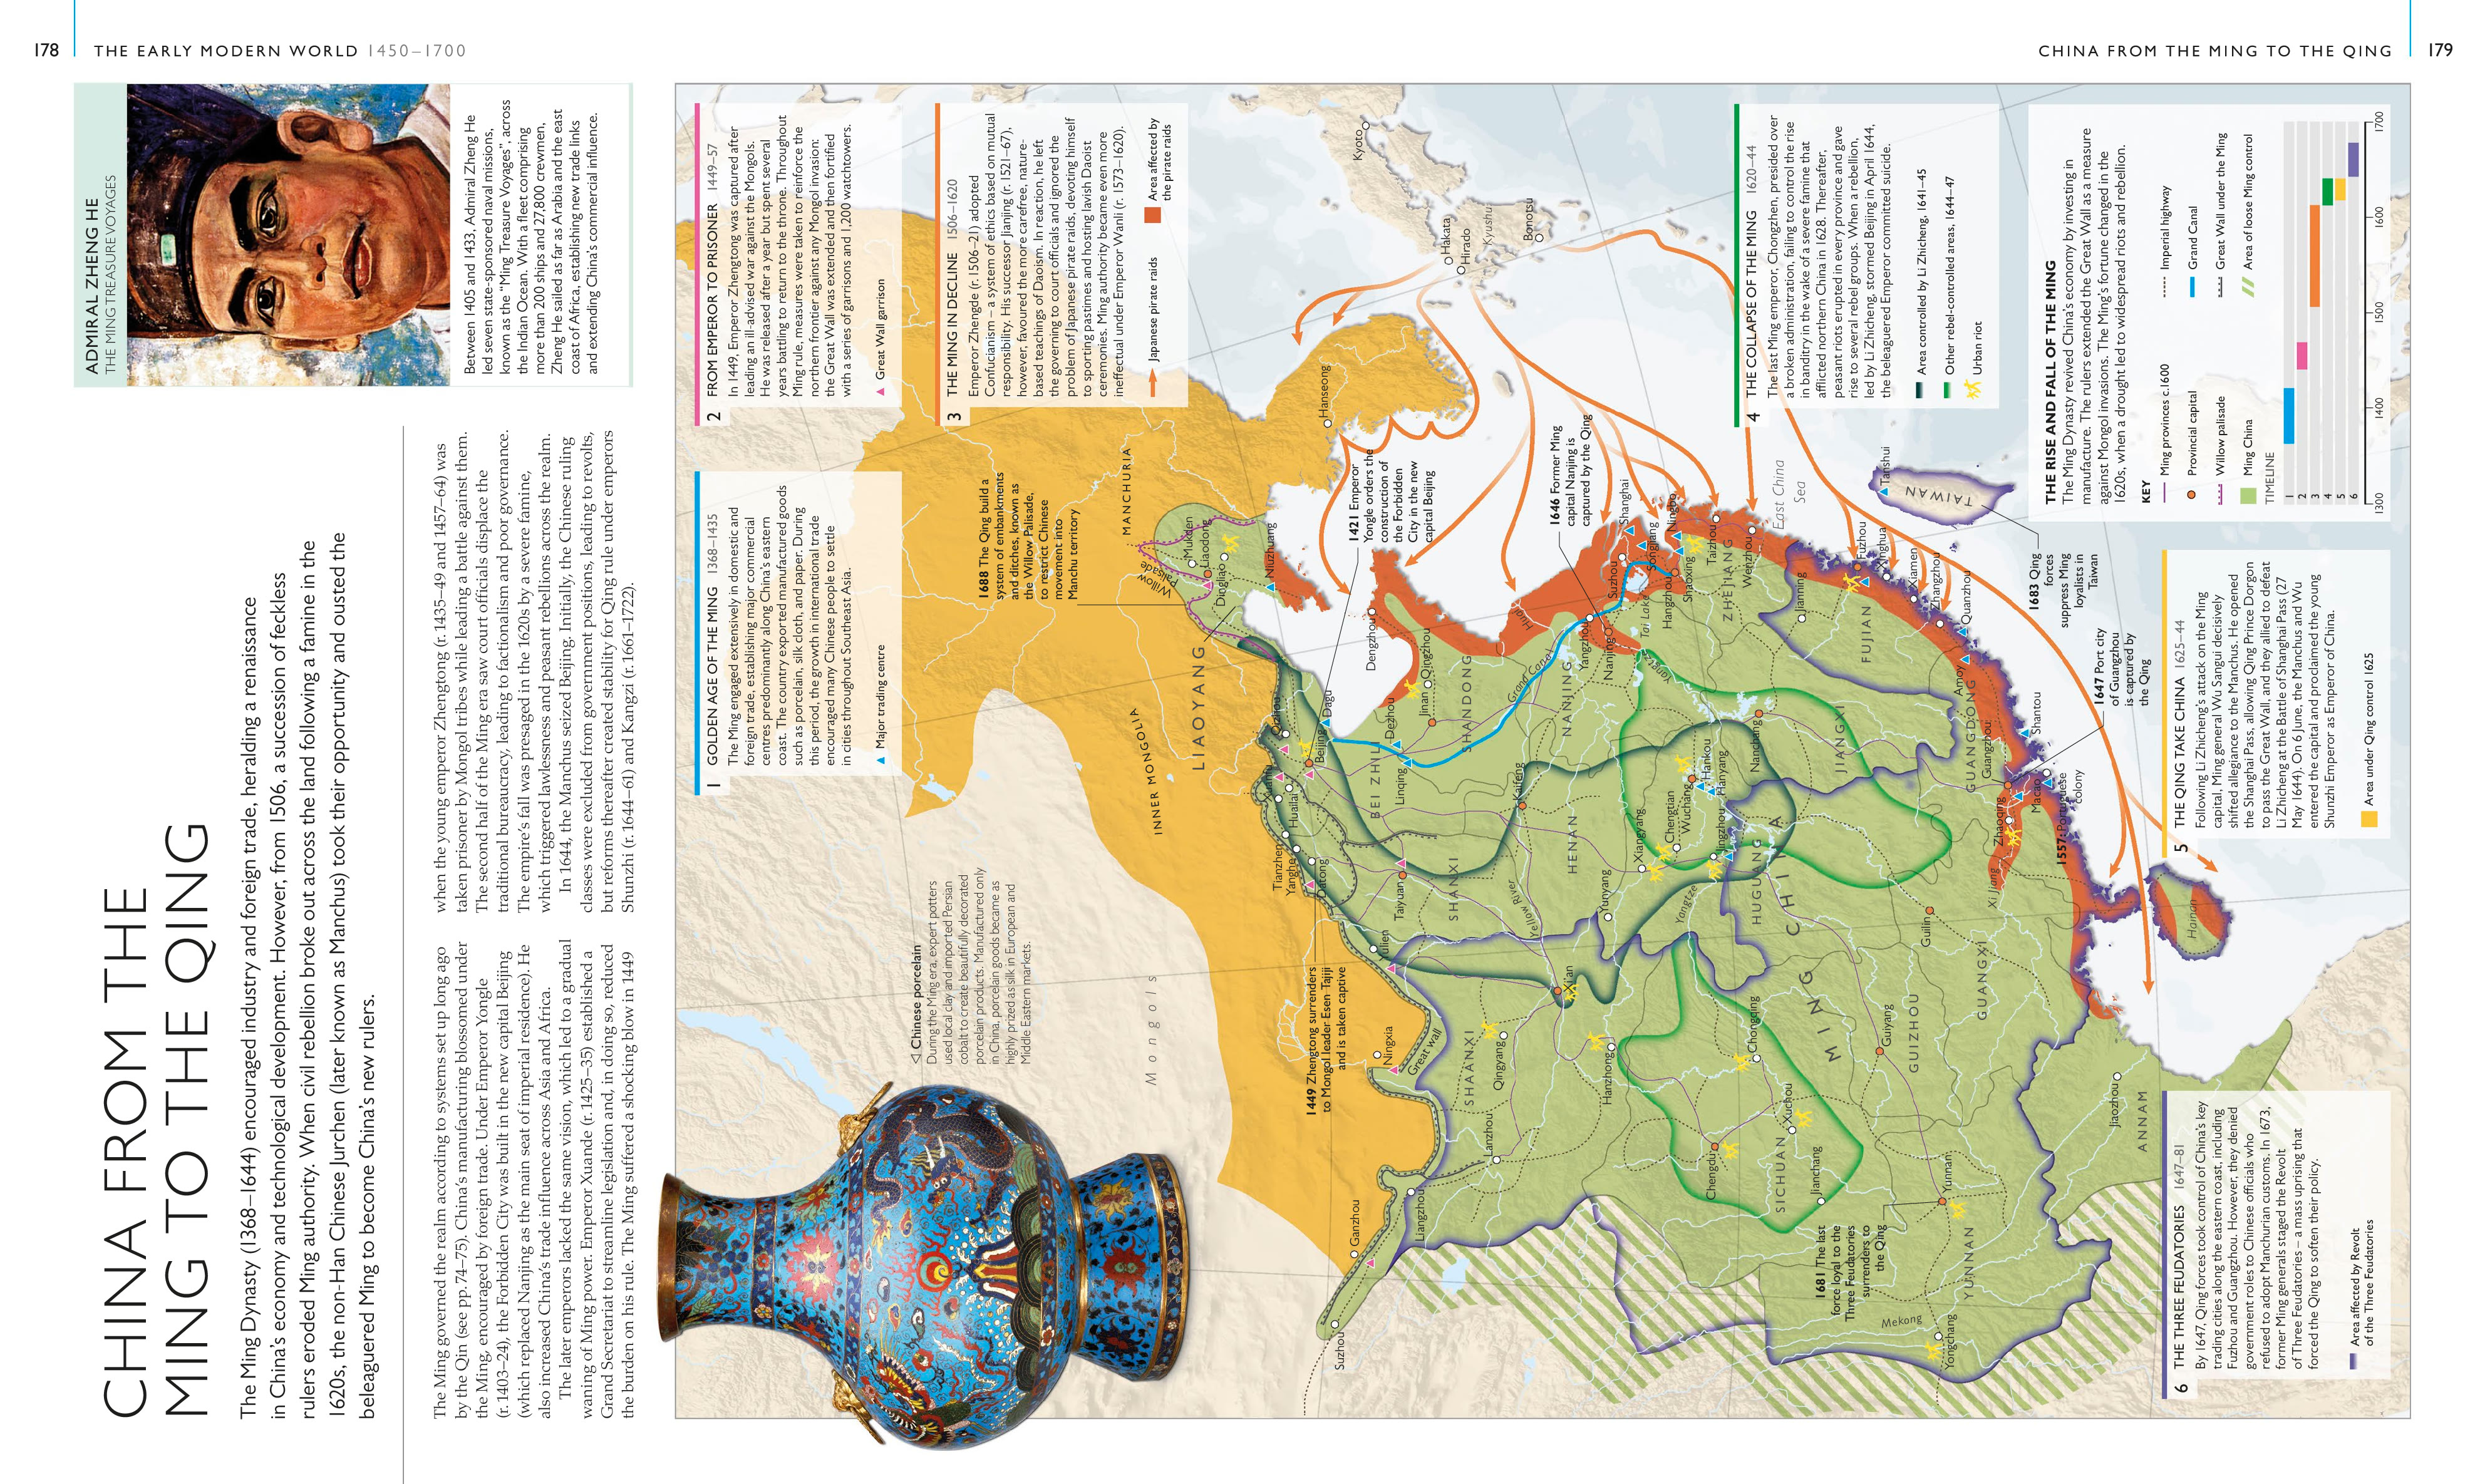 178
THE EARLY MODERN WORLD 1450–1700
CHINA FROM THE MING TO THE QING
179
CHINA FROM THE
MING TO THE QING
The Ming Dynasty (1368–1644) encouraged industry and foreign trade, heralding a renaissance
in China's economy and technological development. However, from 1506, a succession of feckless
rulers eroded Ming authority. When civil rebellion broke out across the land following a famine in the
1620s, the non-Han Chinese Jurchen (later known as Manchus) took their opportunity and ousted the
beleaguered Ming to become China's new rulers.
The Ming governed the realm according to systems set up long ago
by the Qin (see pp.74–75). China's manufacturing blossomed under
the Ming, encouraged by foreign trade. Under Emperor Yongle
(r. 1403–24), the Forbidden City was built in the new capital Beijing
(which replaced Nanjing as the main seat of imperial residence). He
also increased China's trade influence across Asia and Africa.
The later emperors lacked the same vision, which led to a gradual
waning of Ming power. Emperor Xuande (r. 1425–35) established a
Grand Secretariat to streamline legislation and, in doing so, reduced
the burden on his rule. The Ming suffered a shocking blow in 1449
when the young emperor Zhengtong (r. 1435–49 and 1457–64) was
taken prisoner by Mongol tribes while leading a battle against them.
The second half of the Ming era saw court officials displace the
traditional bureaucracy, leading to factionalism and poor governance.
The empire's fall was presaged in the 1620s by a severe famine,
which triggered lawlessness and peasant rebellions across the realm.
In 1644, the Manchus seized Beijing. Initially, the Chinese ruling
classes were excluded from government positions, leading to revolts,
but reforms thereafter created stability for Qing rule under emperors
Shunzhi (r. 1644–61) and Kangzi (r. 1661–1722).
ADMIRAL ZHENG HE
THE MING TREASURE VOYAGES
Between 1405 and 1433, Admiral Zheng He
led seven state-sponsored naval missions,
known as the "Ming Treasure Voyages", across
the Indian Ocean. With a fleet comprising
more than 200 ships and 27,800 crewmen,
Zheng He sailed as far as Arabia and the east
coast of Africa, establishing new trade links
and extending China's commercial influence.
◁ Chinese porcelain
During the Ming era, expert potters
used local clay and imported Persian
cobalt to create beautifully decorated
porcelain products. Manufactured only
in China, porcelain goods became as
highly prized as silk in European and
Middle Eastern markets.
1 GOLDEN AGE OF THE MING 1368–1435
The Ming engaged extensively in domestic and
foreign trade, establishing major commercial
centres predominantly along China's eastern
coast. The country exported manufactured goods
such as porcelain, silk cloth, and paper. During
this period, the growth in international trade
encouraged many Chinese people to settle
in cities throughout Southeast Asia.
Major trading centre
2 FROM EMPEROR TO PRISONER 1449–57
In 1449, Emperor Zhengtong was captured after
leading an ill-advised war against the Mongols.
He was released after a year but spent several
years battling to return to the throne. Throughout
Ming rule, measures were taken to reinforce the
northern frontier against any Mongol invasion:
the Great Wall was extended and then fortified
with a series of garrisons and 1,200 watchtowers.
Great Wall garrison
3 THE MING IN DECLINE 1506–1620
Emperor Zhengde (r. 1506–21) adopted
Confucianism – a system of ethics based on mutual
responsibility. His successor Jianjing (r. 1521–67),
however, favoured the more carefree, nature-
based teachings of Daoism. In reaction, he left
the governing to court officials and ignored the
problem of Japanese pirate raids, devoting himself
to sporting pastimes and hosting lavish Daoist
ceremonies. Ming authority became even more
ineffectual under Emperor Wanli (r. 1573–1620).
Japanese pirate raids
Area affected by
the pirate raids
4 THE COLLAPSE OF THE MING 1620–44
The last Ming emperor, Chongzhen, presided over
a broken administration, failing to control the rise
in banditry in the wake of a severe famine that
afflicted northern China in 1628. Thereafter,
peasant riots erupted in every province and gave
rise to several rebel groups. When a rebellion,
led by Li Zhicheng, stormed Beijing in April 1644,
the beleaguered Emperor committed suicide.
Area controlled by Li Zhicheng, 1641–45
Other rebel-controlled areas, 1644–47
Urban riot
5 THE QING TAKE CHINA 1625–44
Following Li Zhicheng's attack on the Ming
capital, Ming general Wu Sangui decisively
shifted allegiance to the Manchus. He opened
the Shanghai Pass, allowing Qing Prince Dorgon
to pass the Great Wall, and they allied to defeat
Li Zhicheng at the Battle of Shanghai Pass (27
May 1644). On 6 June, the Manchus and Wu
entered the capital and proclaimed the young
Shunzhi Emperor as Emperor of China.
Area under Qing control 1625
6 THE THREE FEUDATORIES 1647–81
By 1647, Qing forces took control of China's key
trading cities along the eastern coast, including
Fuzhou and Guangzhou. However, they denied
government roles to Chinese officials who
refused to adopt Manchurian customs. In 1673,
former Ming generals staged the Revolt
of Three Feudatories – a mass uprising that
forced the Qing to soften their policy.
Area affected by Revolt
of the Three Feudatories
THE RISE AND FALL OF THE MING
The Ming Dynasty revived China's economy by investing in
manufacture. The rulers extended the Great Wall as a measure
against Mongol invasions. The Ming's fortune changed in the
1620s, when a drought led to widespread riots and rebellion.
KEY
Ming provinces c.1600
Provincial capital
Willow palisade
Ming China
Imperial highway
Grand Canal
Great Wall under the Ming
Area of loose Ming control
TIMELINE
1
2
3
4
5
6
1300
1400
1500
1600
1700
1688 The Qing build a
system of embankments
and ditches, known as
the Willow Palisade,
to restrict Chinese
movement into
Manchu territory
1421 Emperor
Yongle orders the
construction of
the Forbidden
City in the new
capital Beijing
1646 Former Ming
capital Nanjing is
captured by the Qing
1449 Zhengtong surrenders
to Mongol leader Esen Taiji
and is taken captive
1683 Qing
forces
suppress Ming
loyalists in
Taiwan
1647 Port city
of Guangzhou
is captured by
the Qing
1557: Portuguese
colony
1681 The last
force loyal to the
Three Feudatories
surrenders to
the Qing
MANCHURIA
INNER MONGOLIA
Mongols
LIAOYANG
Willow
Palisade
Mukden
Liaodong
Dingliao
Niuzhuang
Hanseong
Kyoto
Hakata
Hirado
Kyushu
Bonotsu
Dagu
Beijing
Huailai
Tianzhen
Yanghe
Datong
BEI ZHILI
Dengzhou
Qingzhou
Jinan
Dezhou
Linqing
SHANDONG
Grand Canal
Huai
Taiyuan
SHANXI
Yulien
Kaifeng
HENAN
Yellow River
NANJING
Yangzhou
Nanjing
Suzhou
Shanghai
Songjiang
Tai Lake
Hangzhou
Shaoxing
Ningbo
Taizhou
Wenzhou
ZHEJIANG
East China
Sea
Yangtze
Ningxia
Great wall
SHAANXI
Qingyang
Lanzhou
Liangzhou
Ganzhou
Suzhou
Xi'an
Hanzhong
Yunyang
Xiangyang
Chengtian
Wuchang
Hankou
Hanyang
Jingzhou
Yangtze
HUGUANG
Nanchang
JIANGXI
Jianning
FUJIAN
Fuzhou
Xinghua
Xiamen
Zhangzhou
Quanzhou
Amoy
Tanshui
TAIWAN
MING CHINA
Chongqing
Chengdu
Xuchou
Jianchang
SICHUAN
Guiyang
GUIZHOU
Guilin
GUANGXI
Xi Jiang
GUANGDONG
Guangzhou
Zhaoqing
Macao
Shantou
Hainan
Yunnan
YUNNAN
Yongchang
Mekong
Jiaozhou
ANNAM